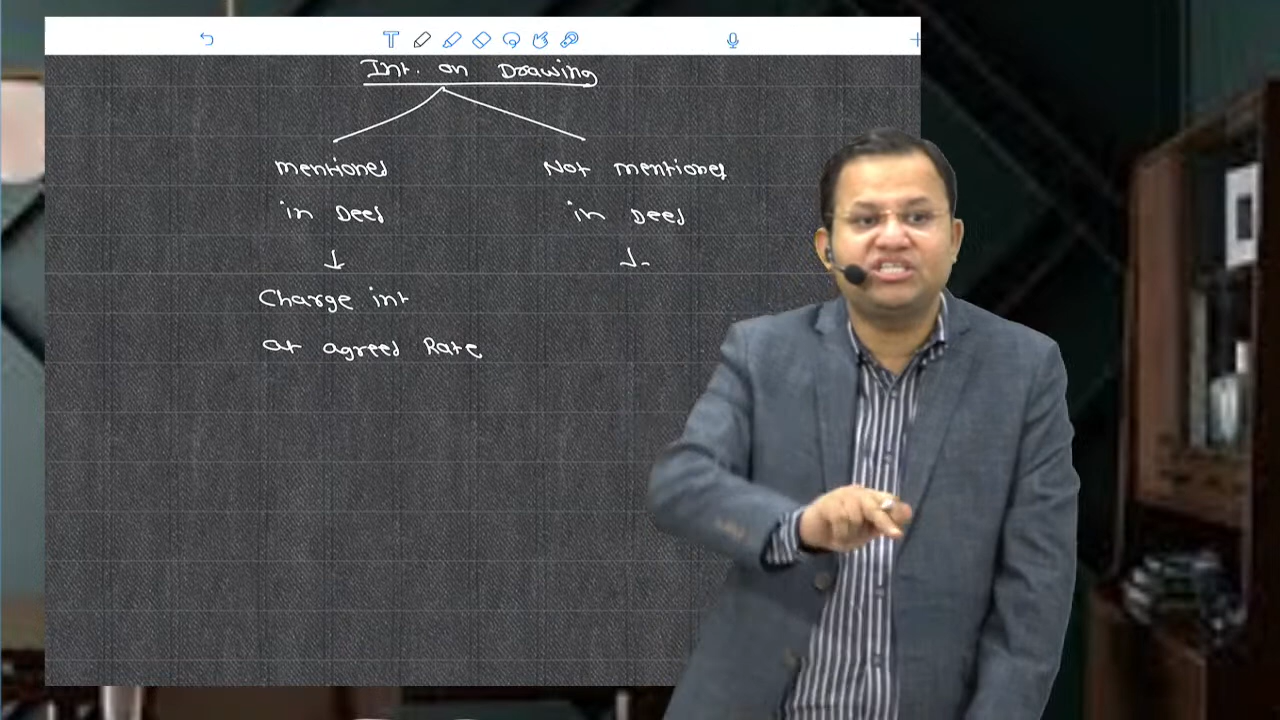 Int. on Drawing
mentioned
in Deed
Charge int
at agreed Rate
Not mentioned
in Deed